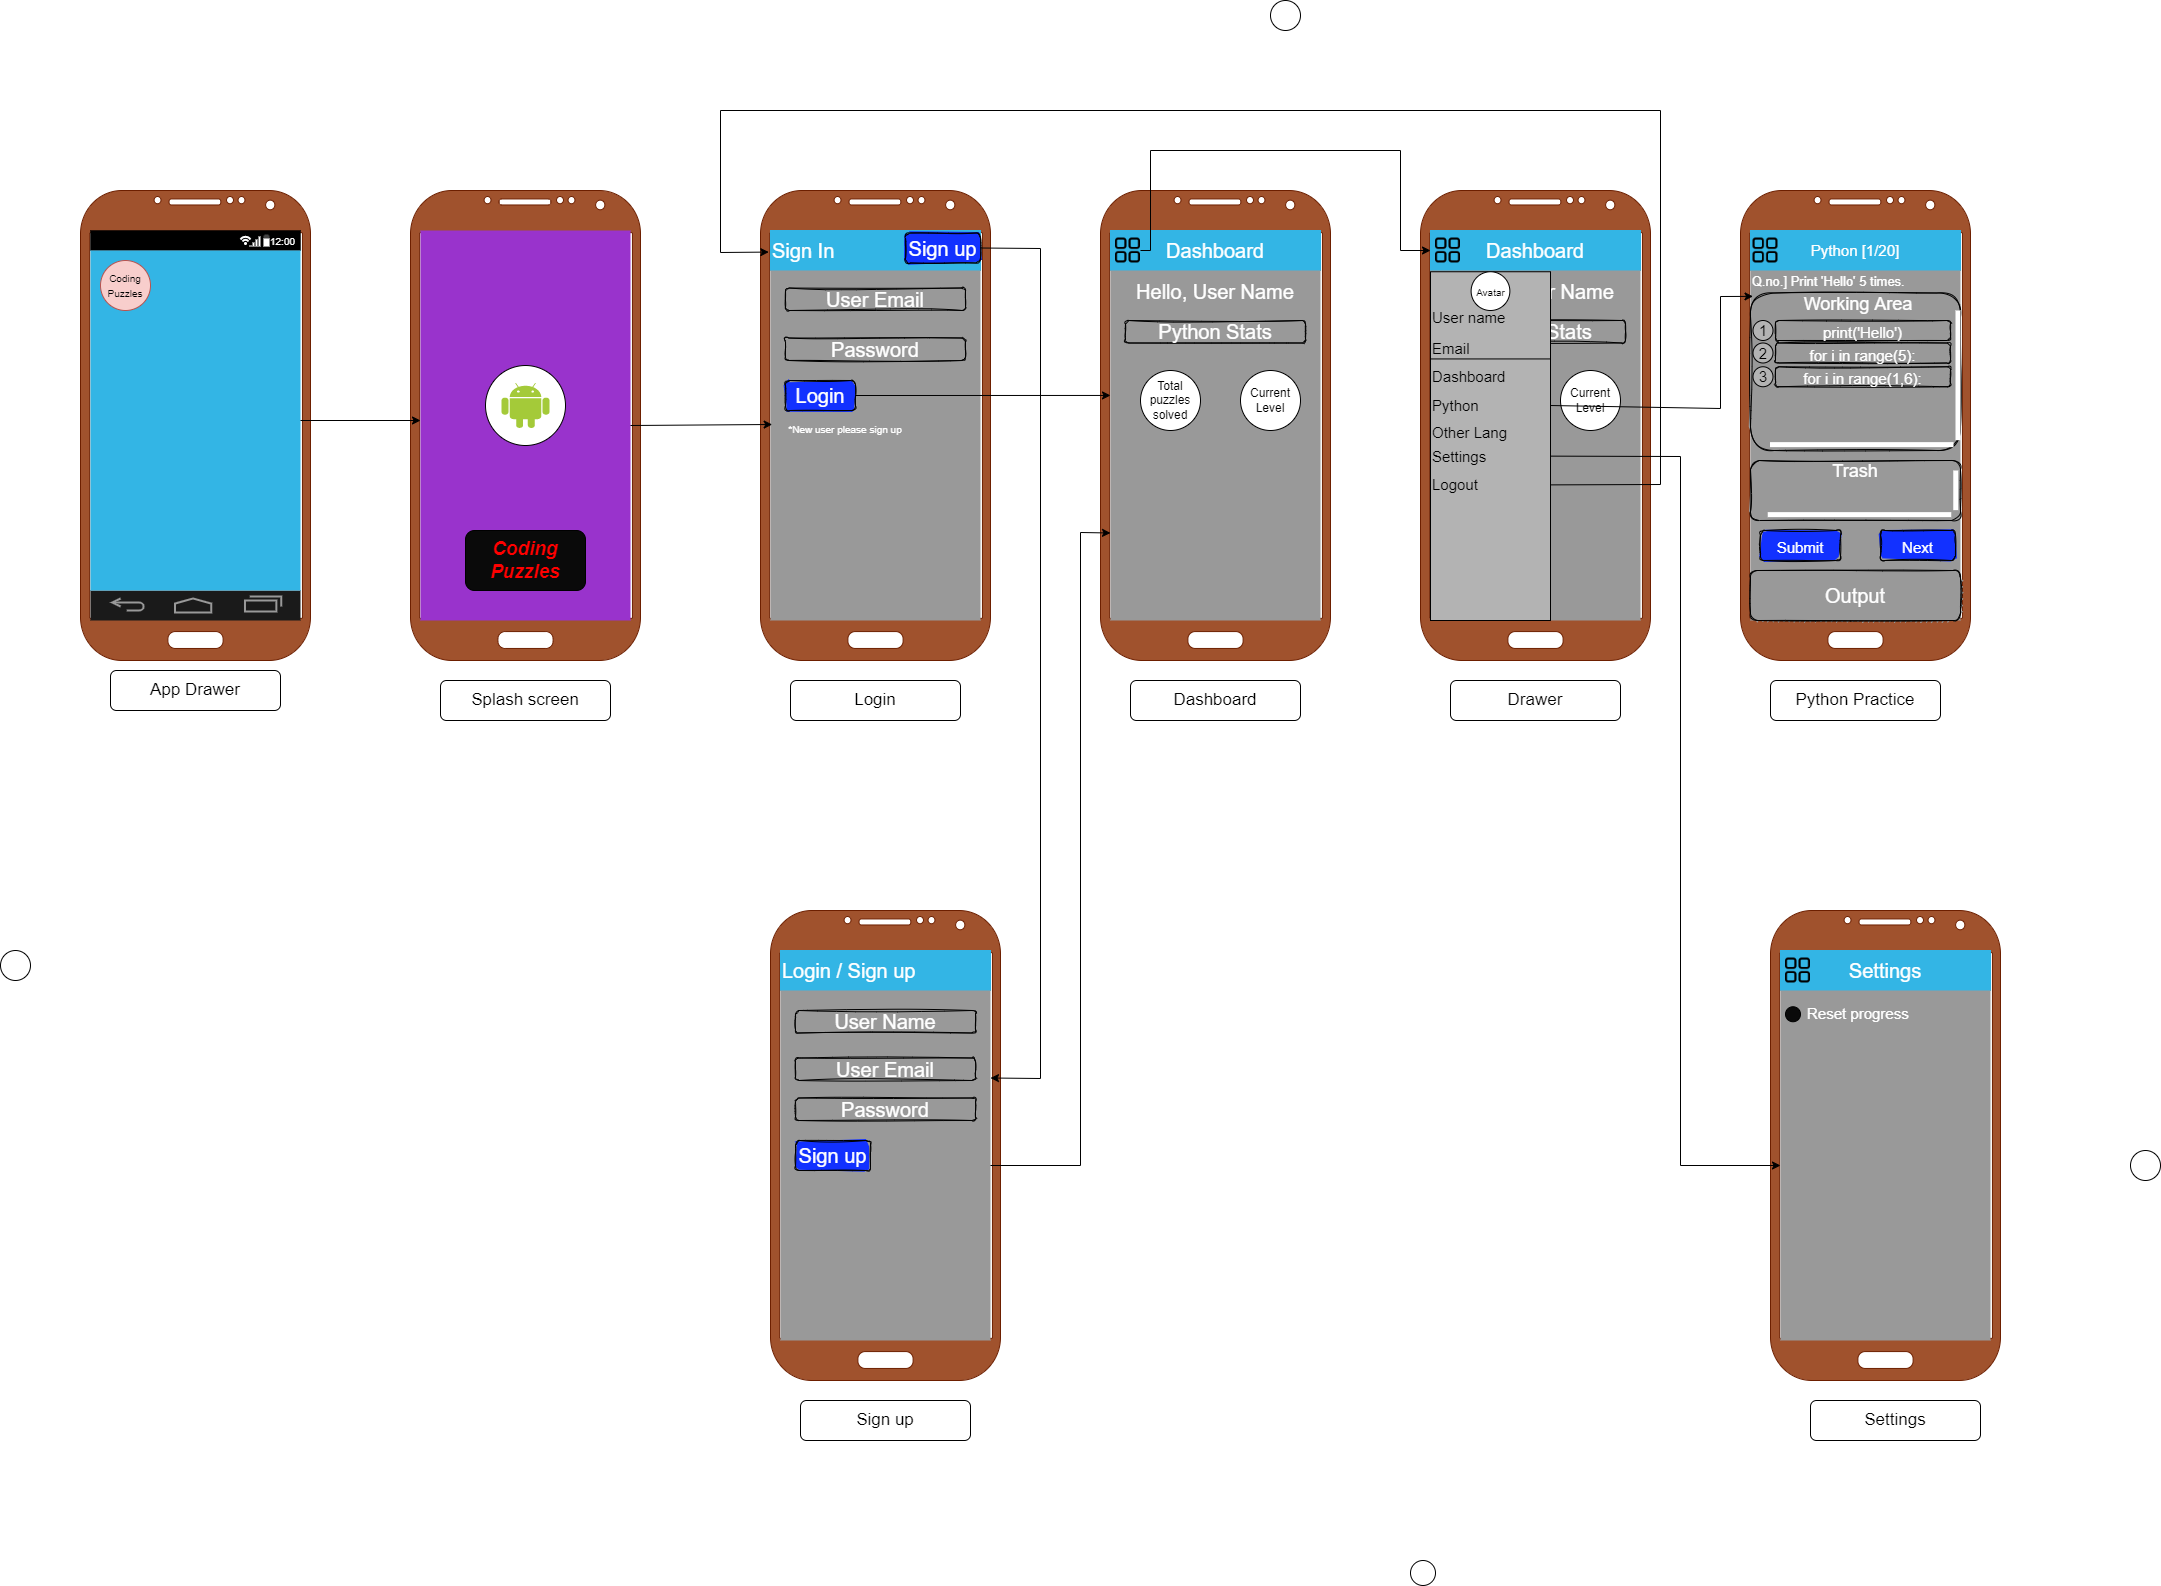 12:00
Coding
Puzzles
App Drawer
Coding
Puzzles
Splash screen
Sign In
Sign up
User Email
Password
Login
*New user please sign up
Login
Dashboard
Hello, User Name
Python Stats
Total
puzzles
solved
Current
Level
Dashboard
Dashboard
Avatar
r Name
User name
Stats
Email
Dashboard
Current
Level
Python
Other Lang
Settings
Logout
Drawer
Python [1/20]
Q.no.] Print 'Hello' 5 times.
Working Area
1 print('Hello')
2 for i in range(5):
3 for i in range(1,6):
Trash
Submit
Next
Output
Python Practice
Login / Sign up
User Name
User Email
Password
Sign up
Sign up
Settings
Reset progress
Settings